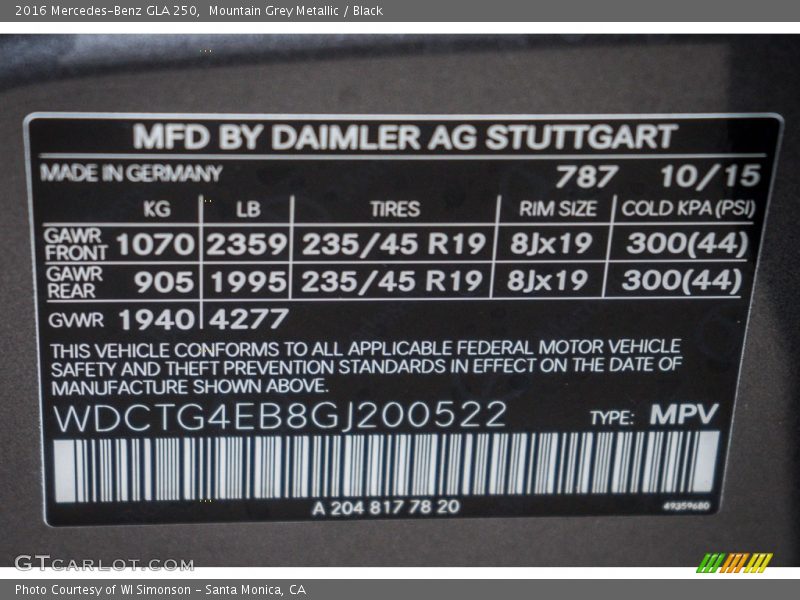 2016 Mercedes-Benz GLA 250,  Mountain Grey Metallic / Black
MFD BY DAIMLER AG STUTTGART
MADE IN GERMANY 787 10/15
KG LB TIRES RIM SIZE COLD KPA (PSI)
GAWR FRONT 1070 2359 235/45 R19 8Jx19 300(44)
GAWR REAR 905 1995 235/45 R19 8Jx19 300(44)
GVWR 1940 4277
THIS VEHICLE CONFORMS TO ALL APPLICABLE FEDERAL MOTOR VEHICLE
SAFETY AND THEFT PREVENTION STANDARDS IN EFFECT ON THE DATE OF
MANUFACTURE SHOWN ABOVE.
WDCTG4EB8GJ200522 TYPE: MPV
A 204 817 78 20 49359680
GTCARLOT.COM
Photo Courtesy of WI Simonson - Santa Monica, CA